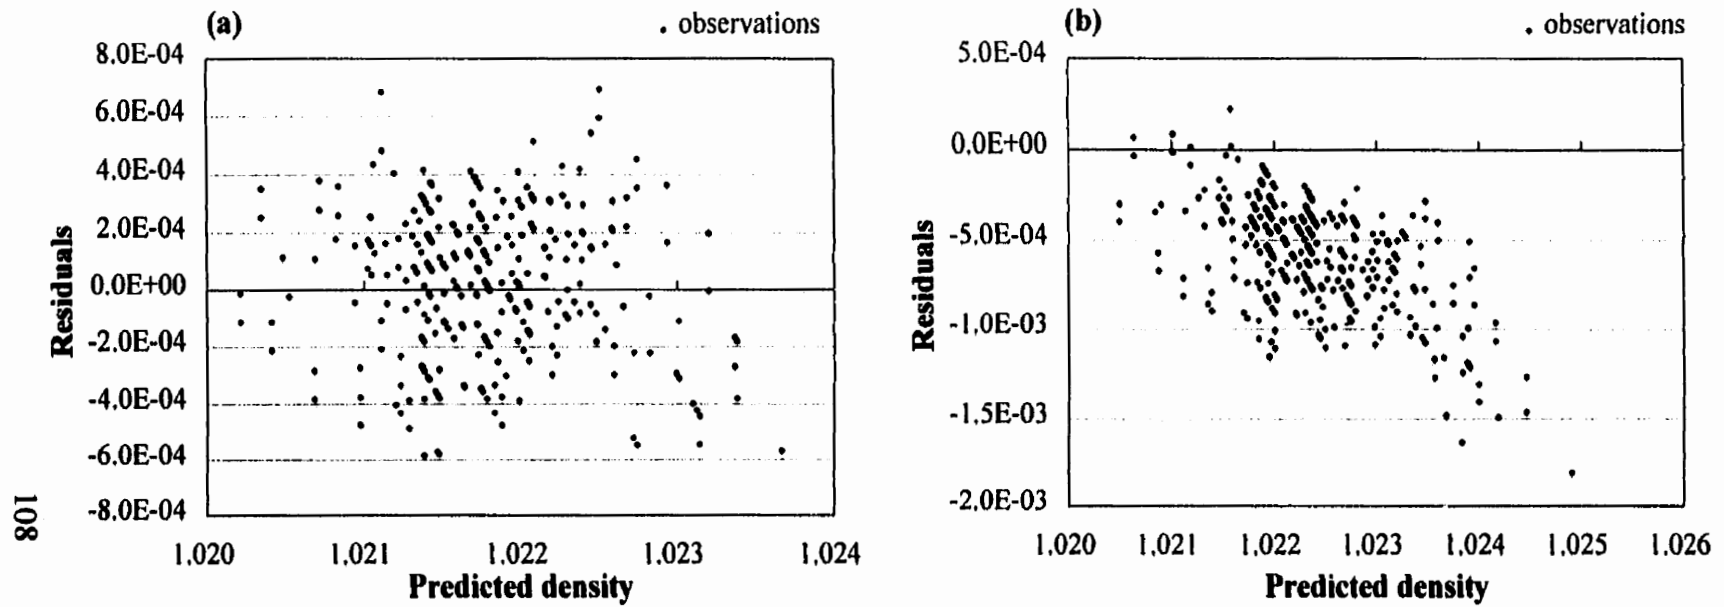 (a)
. observations
8.0E-04
6.0E-04
4.0E-04
2.0E-04
0.0E+00
-2.0E-04
-4.0E-04
-6.0E-04
-8.0E-04
Residuals
1.020 1.021 1.022 1.023 1.024
Predicted density
(b)
. observations
5.0E-04
0.0E+00
-5.0E-04
-1.0E-03
-1.5E-03
-2.0E-03
Residuals
1.020 1.021 1.022 1.023 1.024 1.025 1.026
Predicted density
108